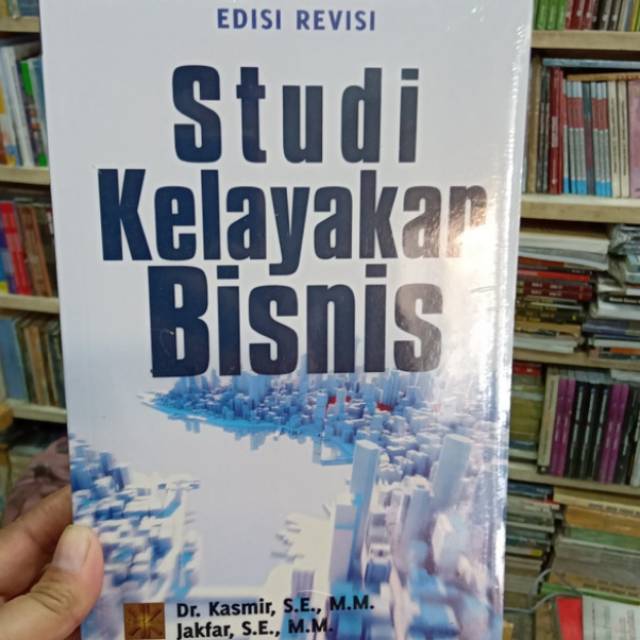 EDISI REVISI
Studi
Kelayakan
Bisnis
Dr. Kasmir, S.E., M.M.
Jakfar, S.E., M.M.